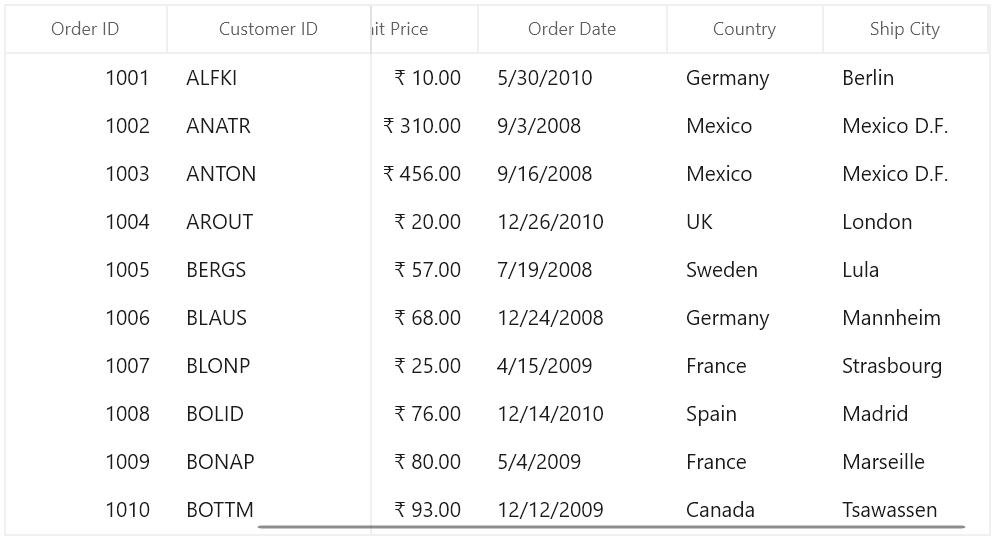 Order ID Customer ID it Price Order Date Country Ship City
1001 ALFKI ₹ 10.00 5/30/2010 Germany Berlin
1002 ANATR ₹ 310.00 9/3/2008 Mexico Mexico D.F.
1003 ANTON ₹ 456.00 9/16/2008 Mexico Mexico D.F.
1004 AROUT ₹ 20.00 12/26/2010 UK London
1005 BERGS ₹ 57.00 7/19/2008 Sweden Lula
1006 BLAUS ₹ 68.00 12/24/2008 Germany Mannheim
1007 BLONP ₹ 25.00 4/15/2009 France Strasbourg
1008 BOLID ₹ 76.00 12/14/2010 Spain Madrid
1009 BONAP ₹ 80.00 5/4/2009 France Marseille
1010 BOTTM ₹ 93.00 12/12/2009 Canada Tsawassen